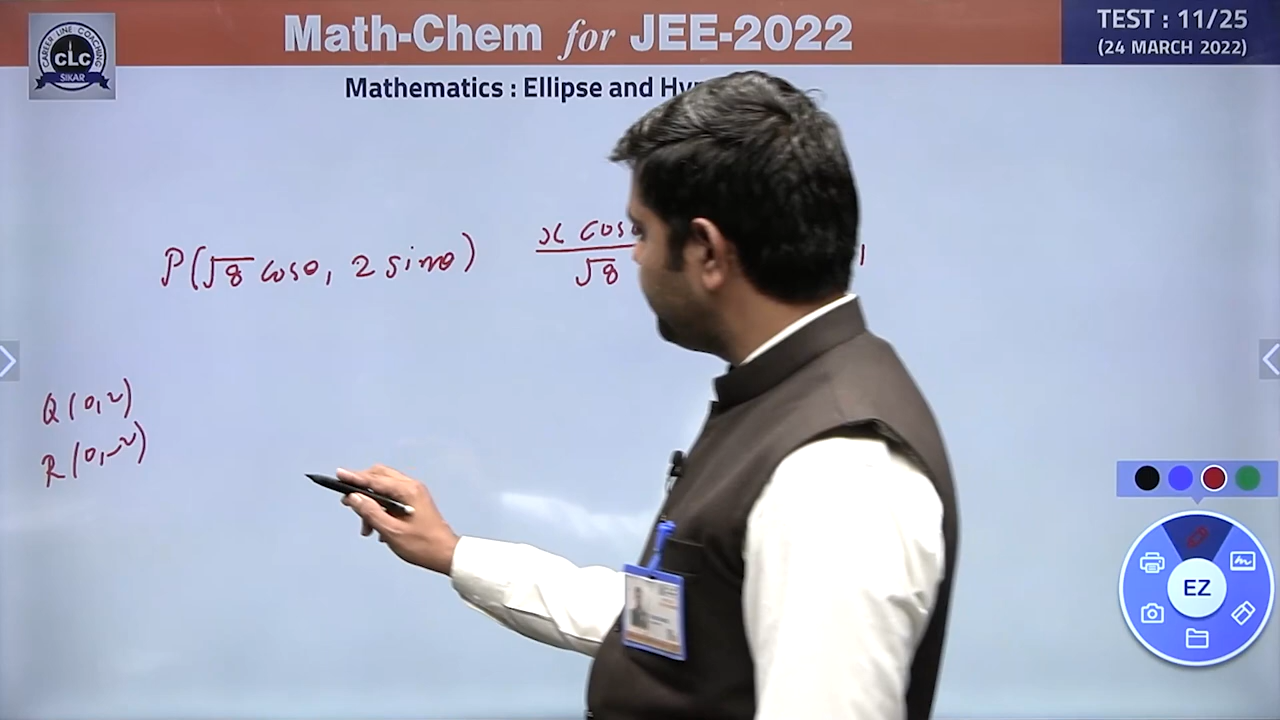 Math-Chem for JEE-2022
TEST : 11/25
(24 MARCH 2022)
CAREER LINE COACHING
CLC
SIKAR
Mathematics : Ellipse and Hy
P(√8 cosθ, 2 sinθ)
x cos
√8
1
Q(0,2)
R(0,-2)
EZ